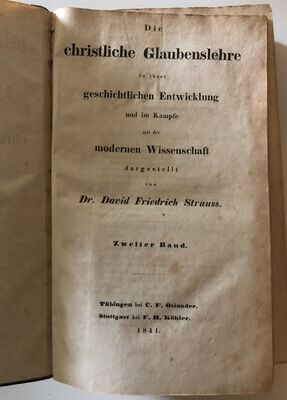 Die
christliche Glaubenslehre
in ihrer
geschichtlichen Entwicklung
und im Kampfe
mit der
modernen Wissenschaft
dargestellt
von
Dr. David Friedrich Strauss.
Zweiter Band.
Tübingen bei C. F. Osiander.
Stuttgart bei F. H. Köhler.
1841.